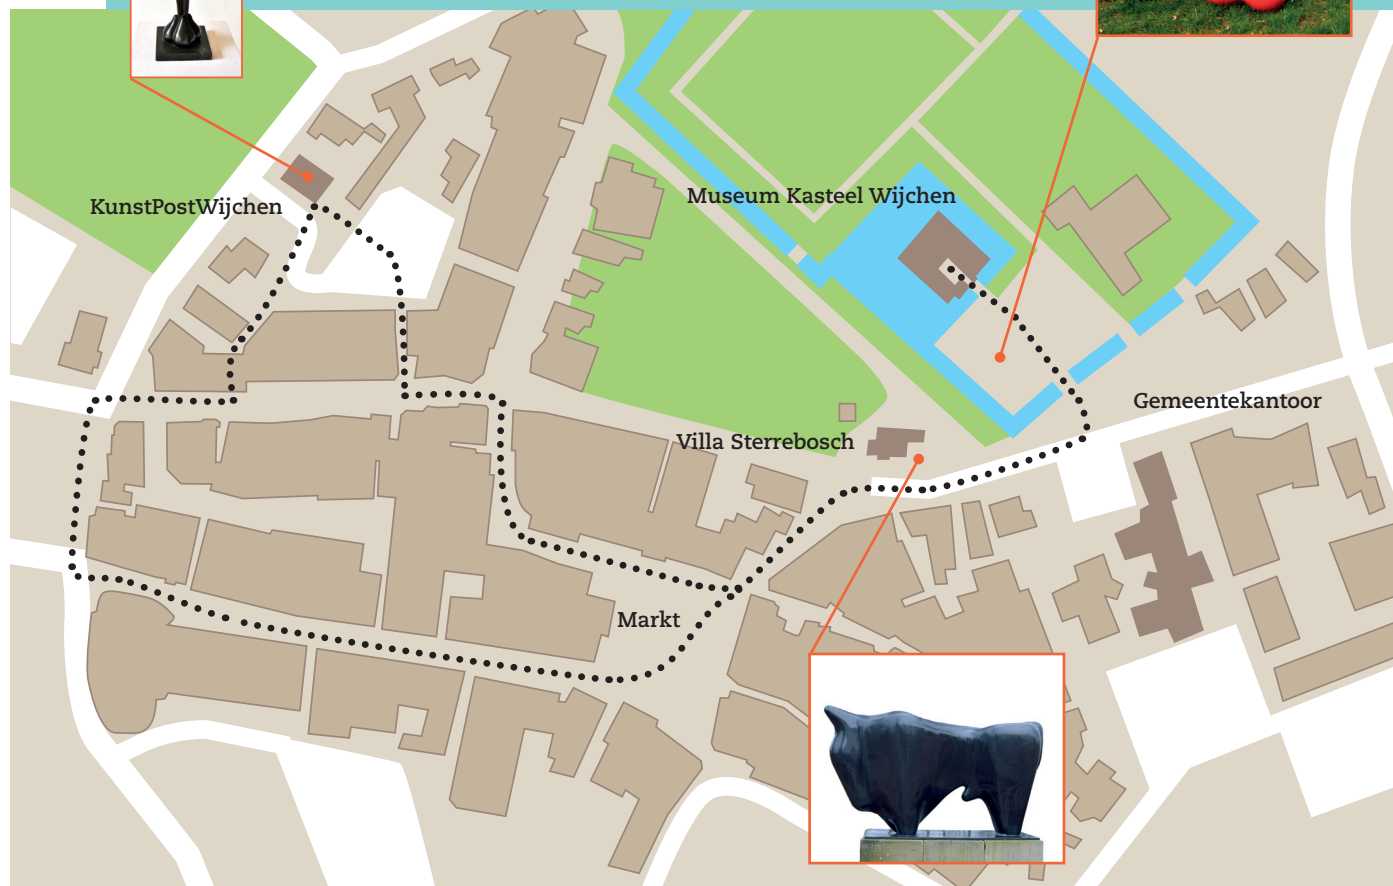 Museum Kasteel Wijchen
KunstPostWijchen
Gemeentekantoor
Villa Sterrebosch
Markt